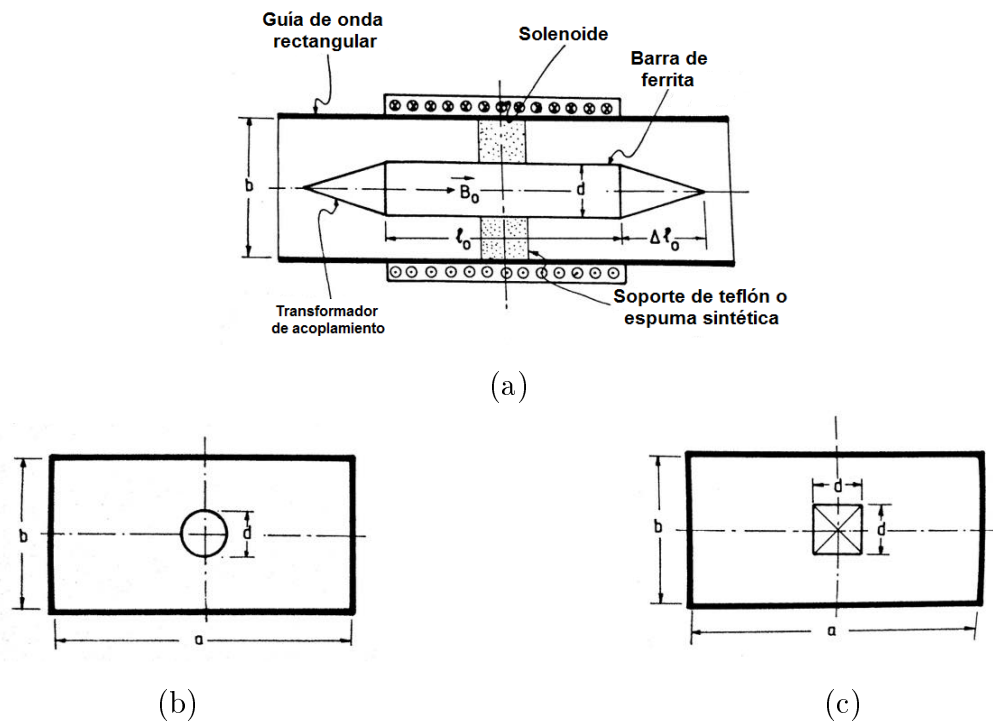 Guía de onda
rectangular
Solenoide
Barra de
ferrita
b
B₀
d
ℓ₀
Δℓ₀
Transformador
de acoplamiento
Soporte de teflón o
espuma sintética
(a)
b
d
a
(b)
d
b
d
a
(c)